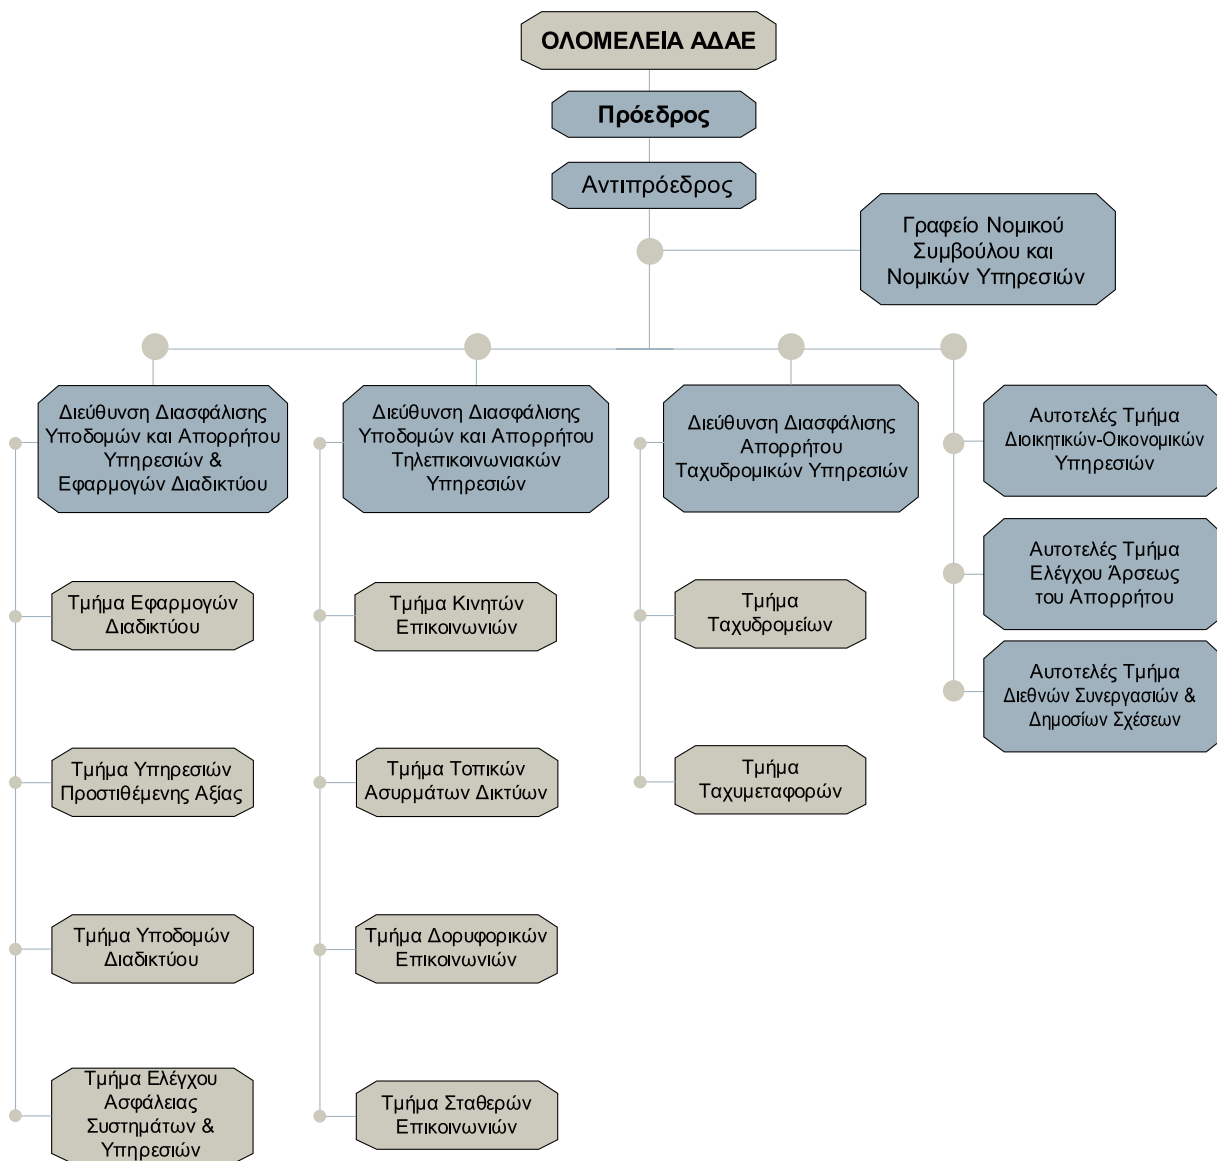 ΟΛΟΜΕΛΕΙΑ ΑΔΑΕ
Πρόεδρος
Αντιπρόεδρος
Γραφείο Νομικού
Συμβούλου και
Νομικών Υπηρεσιών
Διεύθυνση Διασφάλισης
Υποδομών και Απορρήτου
Υπηρεσιών &
Εφαρμογών Διαδικτύου
Τμήμα Εφαρμογών
Διαδικτύου
Τμήμα Υπηρεσιών
Προστιθέμενης Αξίας
Τμήμα Υποδομών
Διαδικτύου
Τμήμα Ελέγχου
Ασφάλειας
Συστημάτων &
Υπηρεσιών
Διεύθυνση Διασφάλισης
Υποδομών και Απορρήτου
Τηλεπικοινωνιακών
Υπηρεσιών
Τμήμα Κινητών
Επικοινωνιών
Τμήμα Τοπικών
Ασυρμάτων Δικτύων
Τμήμα Δορυφορικών
Επικοινωνιών
Τμήμα Σταθερών
Επικοινωνιών
Διεύθυνση Διασφάλισης
Απορρήτου
Ταχυδρομικών Υπηρεσιών
Τμήμα
Ταχυδρομείων
Τμήμα
Ταχυμεταφορών
Αυτοτελές Τμήμα
Διοικητικών-Οικονομικών
Υπηρεσιών
Αυτοτελές Τμήμα
Ελέγχου Άρσεως
του Απορρήτου
Αυτοτελές Τμήμα
Διεθνών Συνεργασιών &
Δημοσίων Σχέσεων